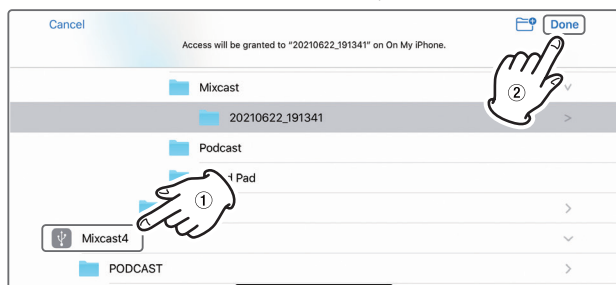 Cancel
Done
Access will be granted to “20210622_191341” on On My iPhone.
②
Mixcast
20210622_191341
Podcast
Pad
①
Mixcast4
PODCAST